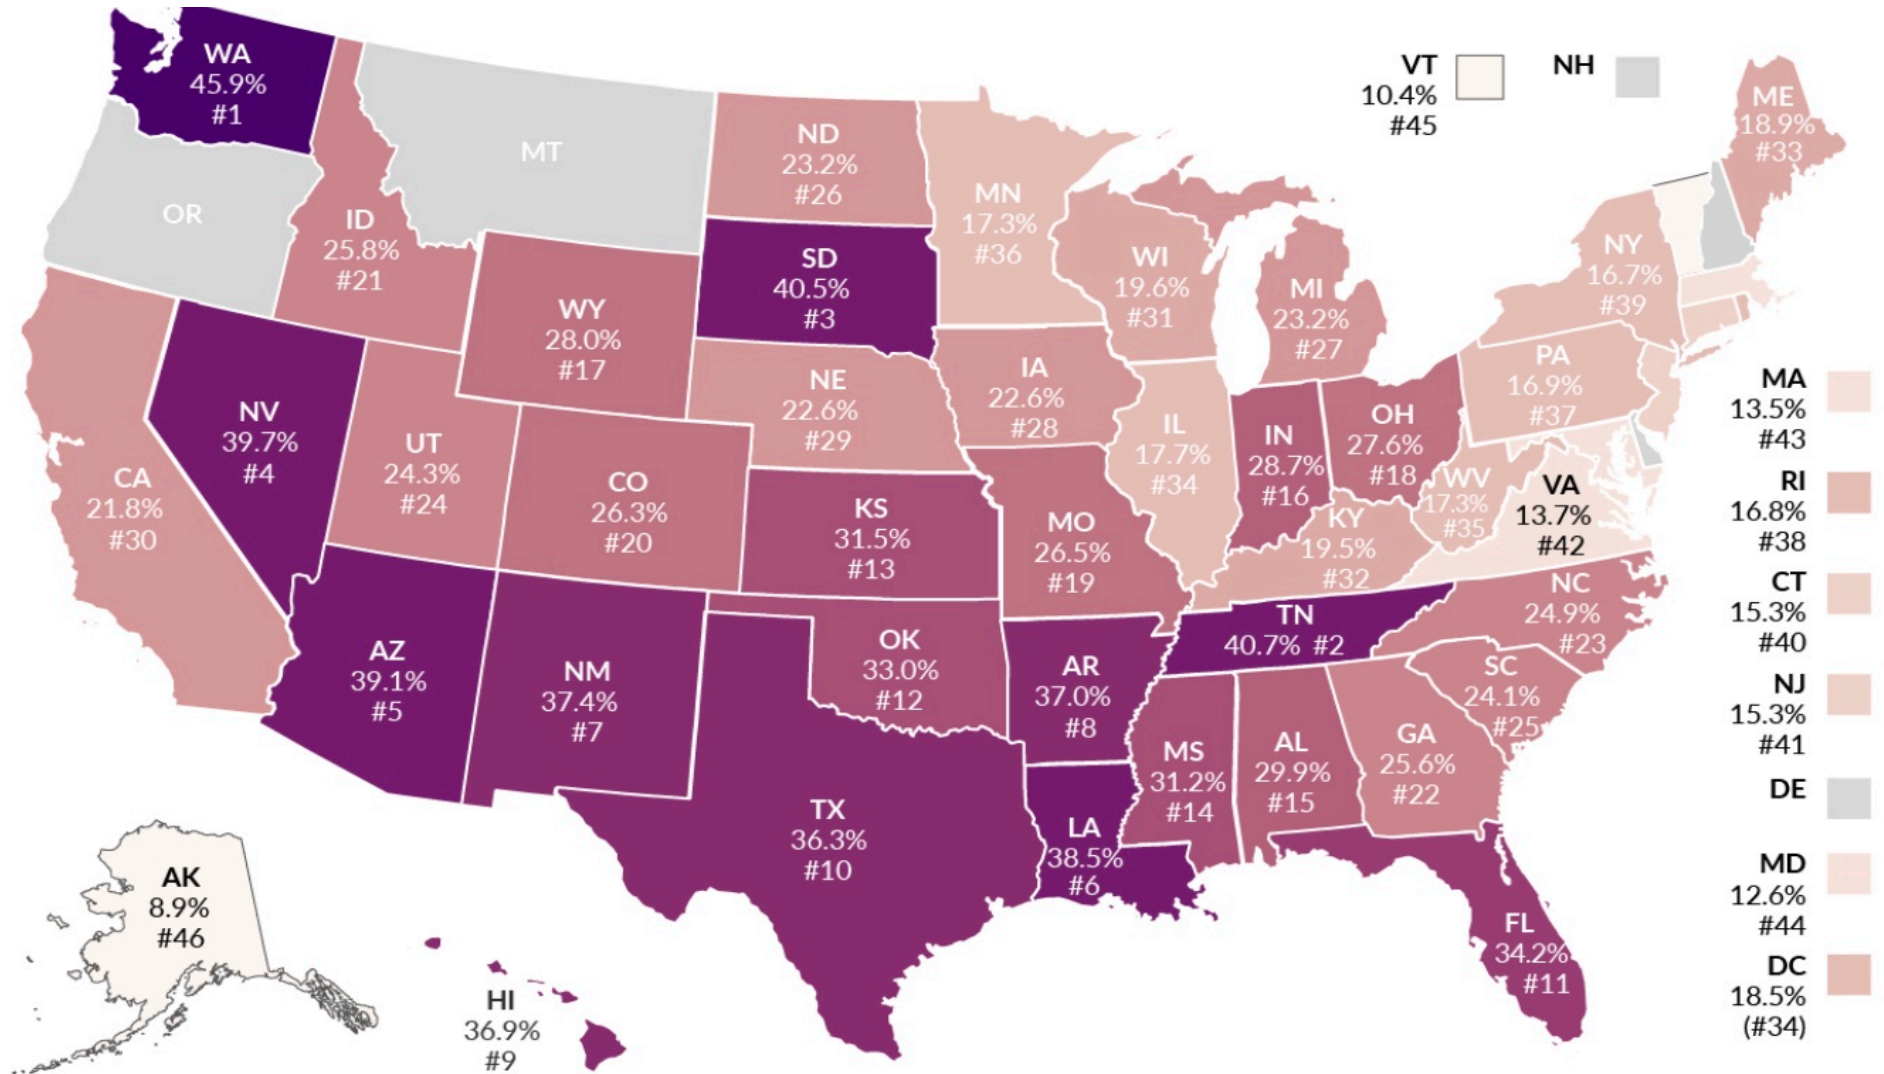 WA
45.9%
#1
OR
MT
ID
25.8%
#21
ND
23.2%
#26
MN
17.3%
#36
VT
10.4%
#45
NH
ME
18.9%
#33
SD
40.5%
#3
WI
19.6%
#31
MI
23.2%
#27
NY
16.7%
#39
WY
28.0%
#17
NE
22.6%
#29
IA
22.6%
#28
PA
16.9%
#37
NV
39.7%
#4
UT
24.3%
#24
CA
21.8%
#30
CO
26.3%
#20
KS
31.5%
#13
MO
26.5%
#19
IL
17.7%
#34
IN
28.7%
#16
OH
27.6%
#18
WV
17.3%
#35
VA
13.7%
#42
KY
19.5%
#32
TN
40.7% #2
NC
24.9%
#23
SC
24.1%
#25
AZ
39.1%
#5
NM
37.4%
#7
OK
33.0%
#12
AR
37.0%
#8
MS
31.2%
#14
AL
29.9%
#15
GA
25.6%
#22
TX
36.3%
#10
LA
38.5%
#6
FL
34.2%
#11
AK
8.9%
#46
HI
36.9%
#9
MA
13.5%
#43
RI
16.8%
#38
CT
15.3%
#40
NJ
15.3%
#41
DE
MD
12.6%
#44
DC
18.5%
(#34)